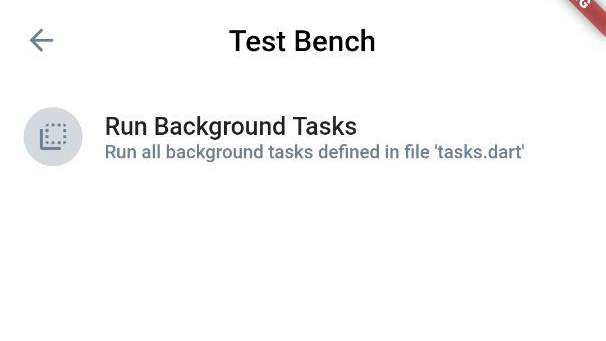 Test Bench
Run Background Tasks
Run all background tasks defined in file 'tasks.dart'